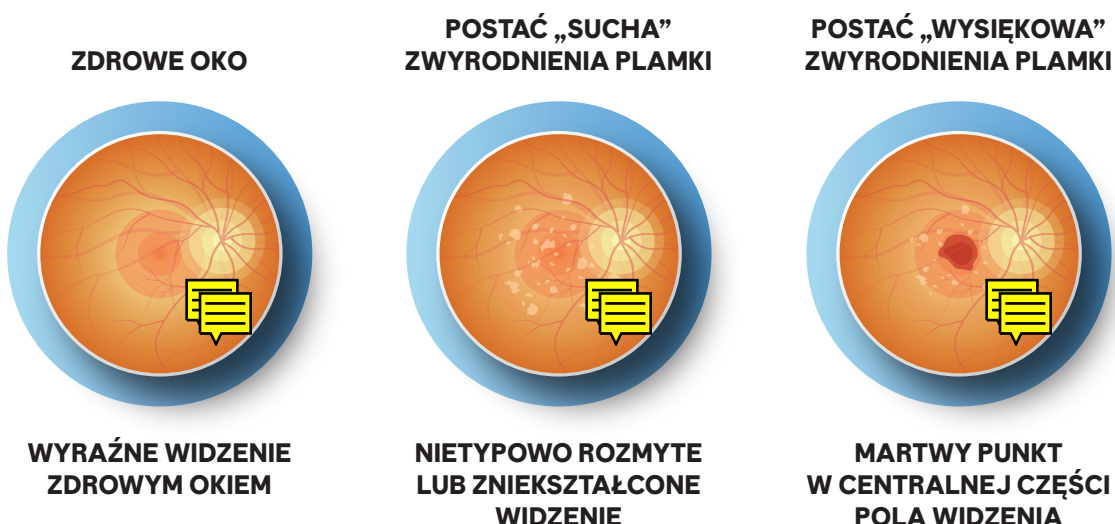 ZDROWE OKO
WYRAŹNE WIDZENIE
ZDROWYM OKIEM
POSTAĆ „SUCHA”
ZWYRODNIENIA PLAMKI
NIETYPOWO ROZMYTE
LUB ZNIEKSZTAŁCONE
WIDZENIE
POSTAĆ „WYSIĘKOWA”
ZWYRODNIENIA PLAMKI
MARTWY PUNKT
W CENTRALNEJ CZĘŚCI
POLA WIDZENIA